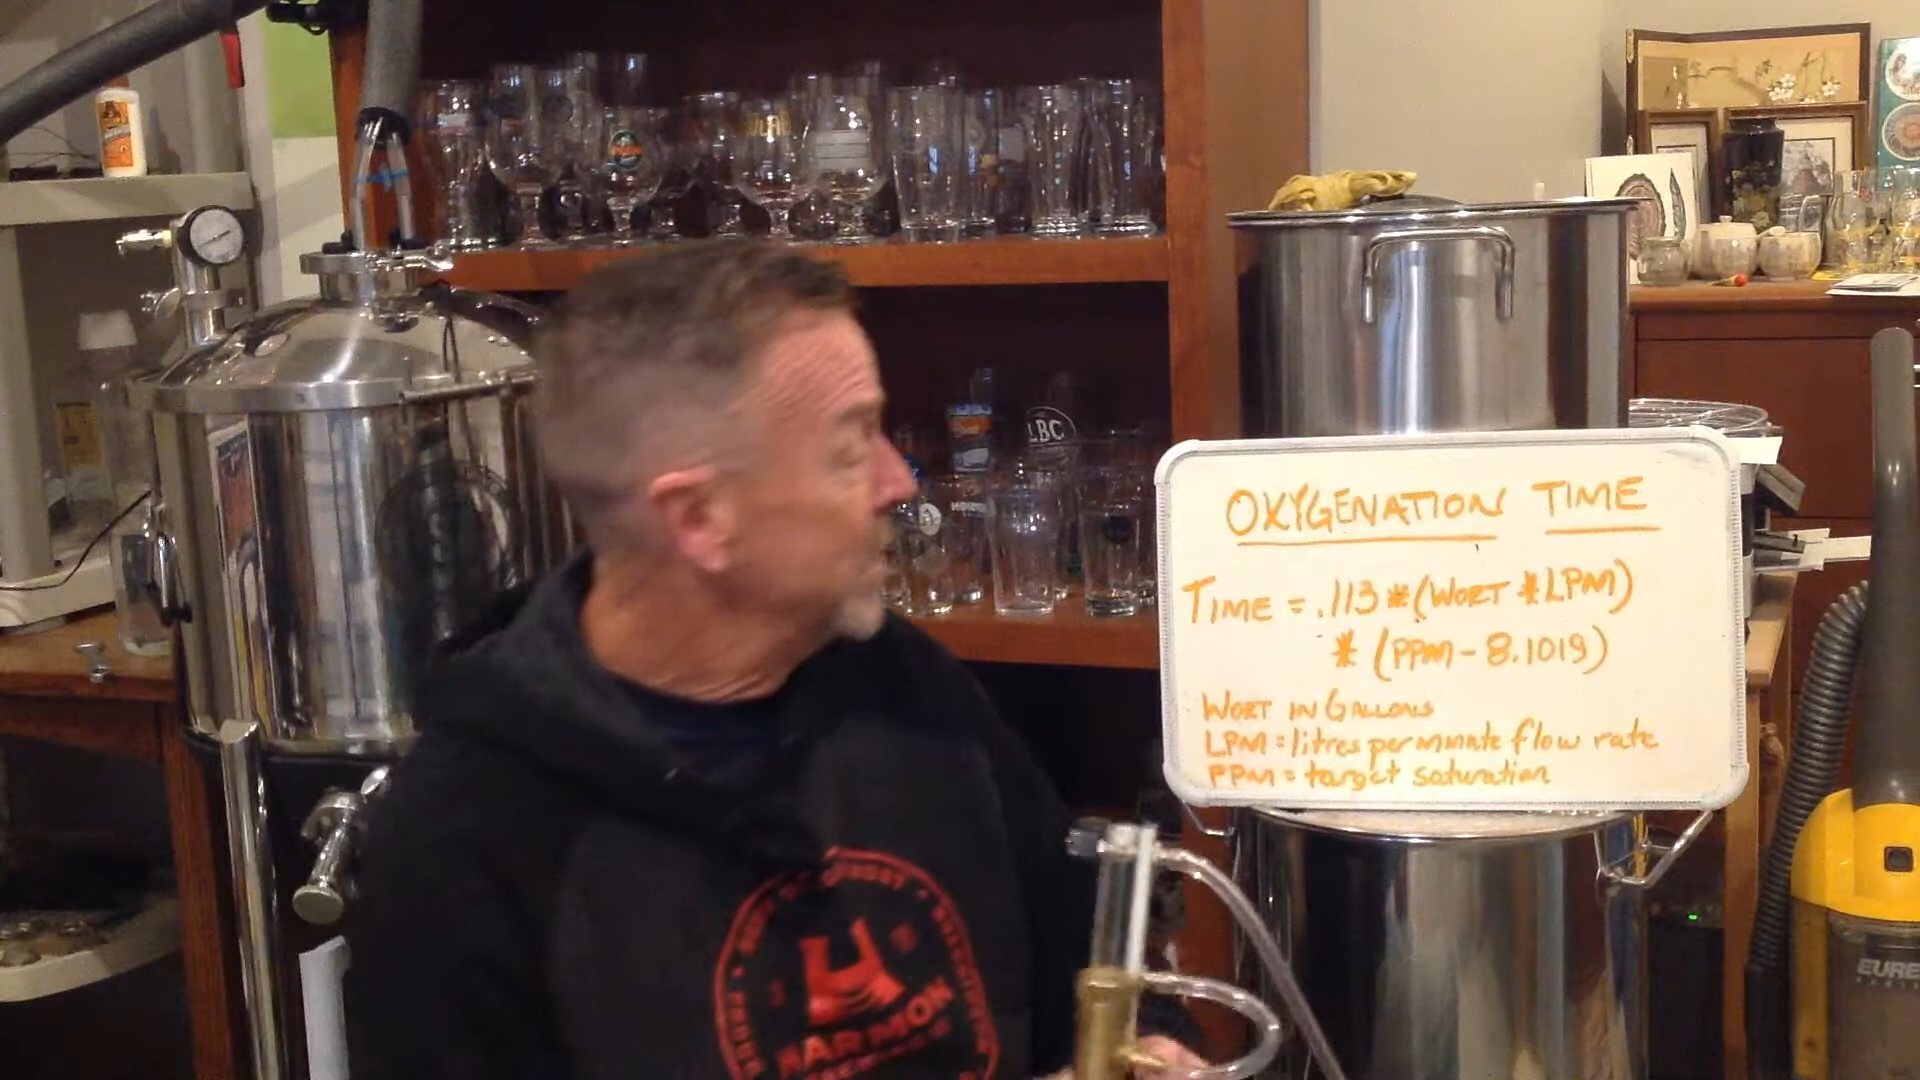 LBC
OXYGENATION TIME
TIME = .113 * (WORT * LPM)
* (PPM - 8.1019)
WORT IN GALLONS
LPM = litres per minute flow rate
PPM = target saturation
HARMON
EURE